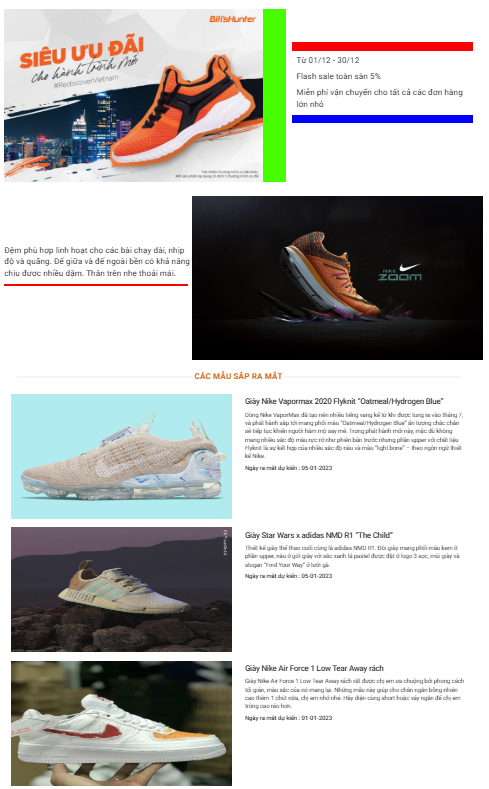 Biti'sHunter
SIÊU ƯU ĐÃI
cho hành trình mới
#RediscoverVietnam
Từ 01/12 - 30/12
Flash sale toàn sàn 5%
Miễn phí vận chuyển cho tất cả các đơn hàng
lớn nhỏ
Đệm phù hợp linh hoạt cho các bài chạy dài, nhịp
độ và quãng. Đế giữa và đế ngoài bền có khả năng
chịu được nhiều dặm. Thân trên nhẹ thoải mái.
NIKE
ZOOM
CÁC MẪU SẮP RA MẮT
Giày Nike Vapormax 2020 Flyknit "Oatmeal/Hydrogen Blue"
Dòng Nike VaporMax đã tạo nên nhiều tiếng vang kể từ khi được tung ra vào tháng 7,
và phát hành sắp tới mang phối màu "Oatmeal/Hydrogen Blue" ấn tượng chắc chắn
sẽ tiếp tục khiến người hâm mộ say mê. Trong phát hành mới này, mặc dù không
mang nhiều sắc độ màu rực rỡ như phiên bản trước nhưng phần upper với chất liệu
Flyknit là sự kết hợp của nhiều sắc độ nâu và màu "light bone" – theo ngôn ngữ thiết
kế Nike.
Ngày ra mắt dự kiến : 05-01-2023
Giày Star Wars x adidas NMD R1 "The Child"
Thiết kế giày thể thao cuối cùng là adidas NMD R1. Đôi giày mang phối màu kem ở
phần upper, nâu ở gót giày với sắc xanh lá pastel được đặt ở logo 3 sọc, mũi giày và
slogan "Find Your Way" ở lưỡi gà.
Ngày ra mắt dự kiến : 05-01-2023
Giày Nike Air Force 1 Low Tear Away rách
Giày Nike Air Force 1 Low Tear Away rách rất được chị em ưa chuộng bởi phong cách
tối giản, màu sắc của nó mang lại. Những mẫu này giúp cho chân ngắn bỗng nhiên
cao thêm 1 chút nữa, chị em nhỏ nhé. Hãy diện cùng short hoặc váy ngắn để chị em
trông cao ráo hơn.
Ngày ra mắt dự kiến : 01-01-2023